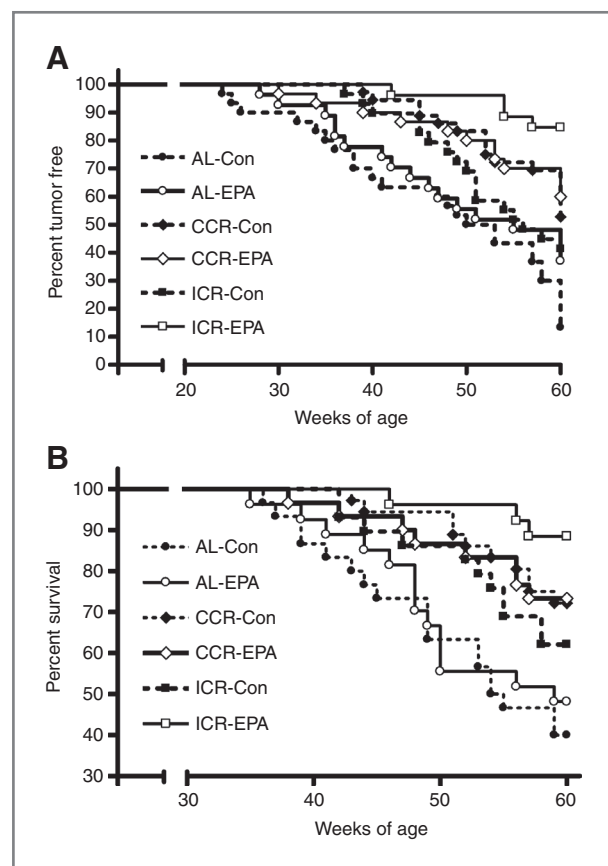 A
100
90
80
70
60
50
40
30
20
10
0
Percent tumor free
AL-Con
AL-EPA
CCR-Con
CCR-EPA
ICR-Con
ICR-EPA
20 30 40 50 60
Weeks of age
B
100
90
80
70
60
50
40
30
Percent survival
AL-Con
AL-EPA
CCR-Con
CCR-EPA
ICR-Con
ICR-EPA
30 40 50 60
Weeks of age